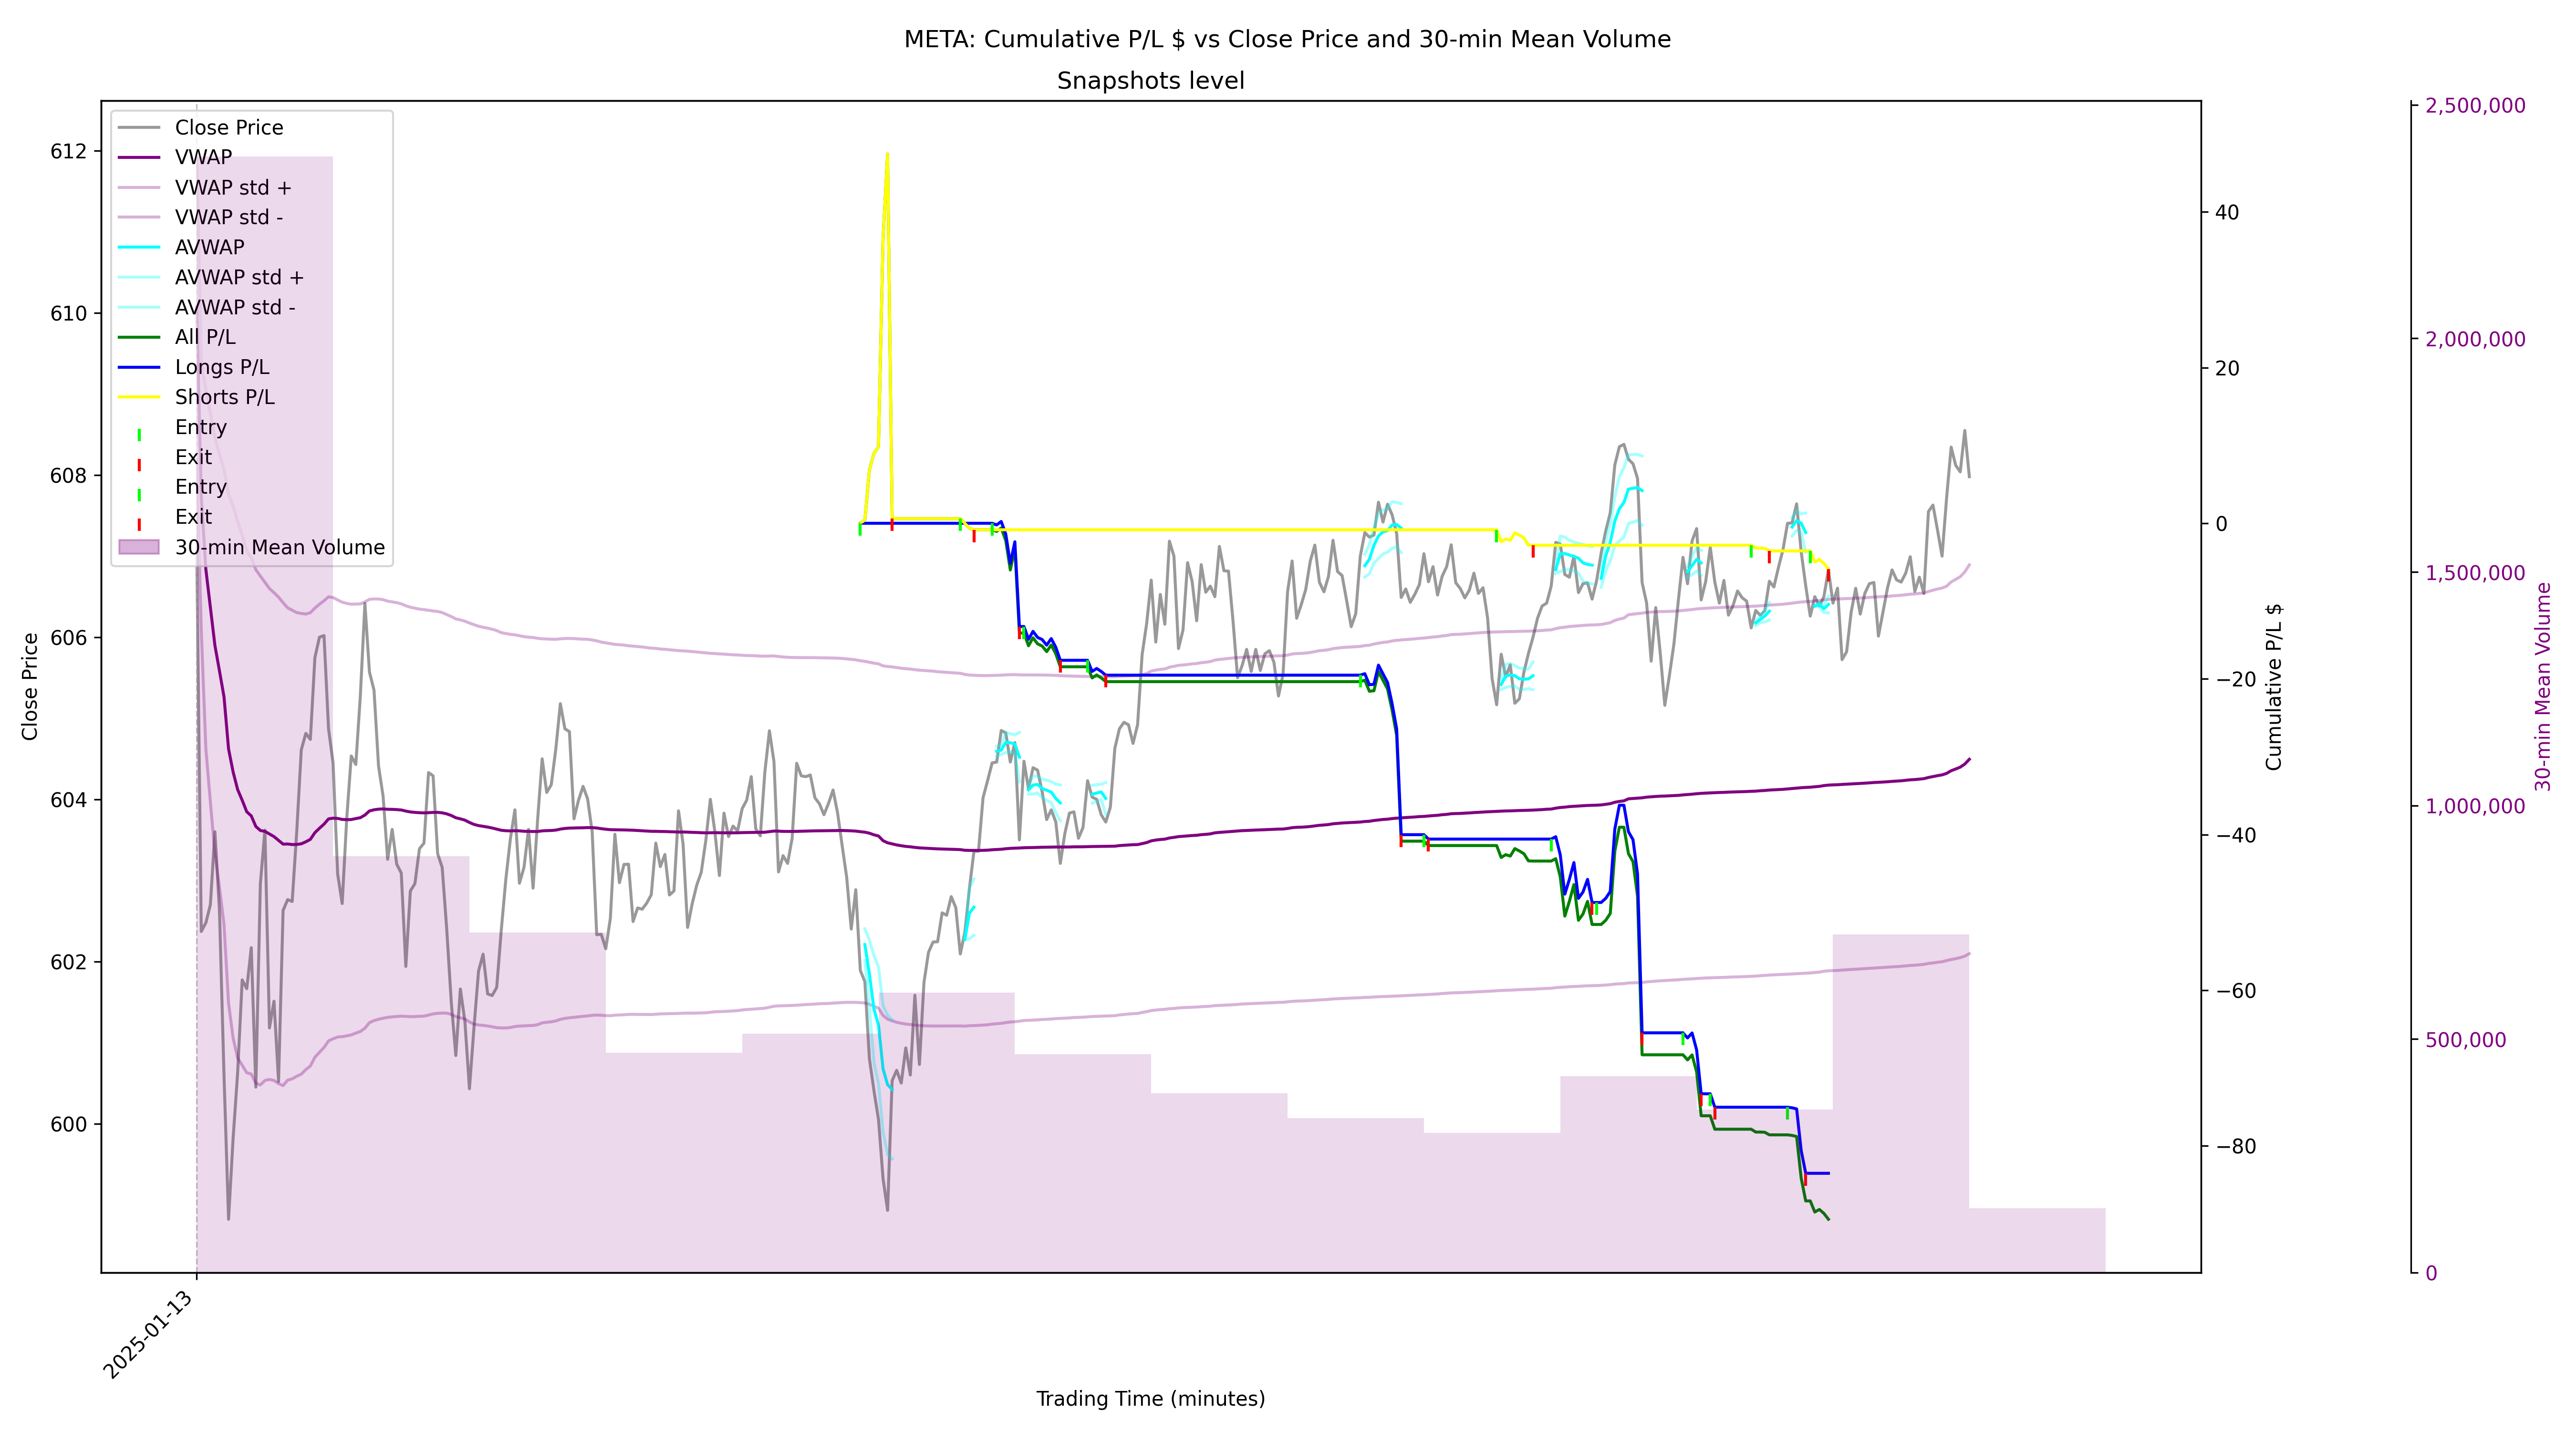 META: Cumulative P/L $ vs Close Price and 30-min Mean Volume
Snapshots level
Close Price
VWAP
VWAP std +
VWAP std -
AVWAP
AVWAP std +
AVWAP std -
All P/L
Longs P/L
Shorts P/L
Entry
Exit
Entry
Exit
30-min Mean Volume
612
610
608
606
604
602
600
Close Price
40
20
0
−20
−40
−60
−80
Cumulative P/L $
2,500,000
2,000,000
1,500,000
1,000,000
500,000
0
30-min Mean Volume
2025-01-13
Trading Time (minutes)